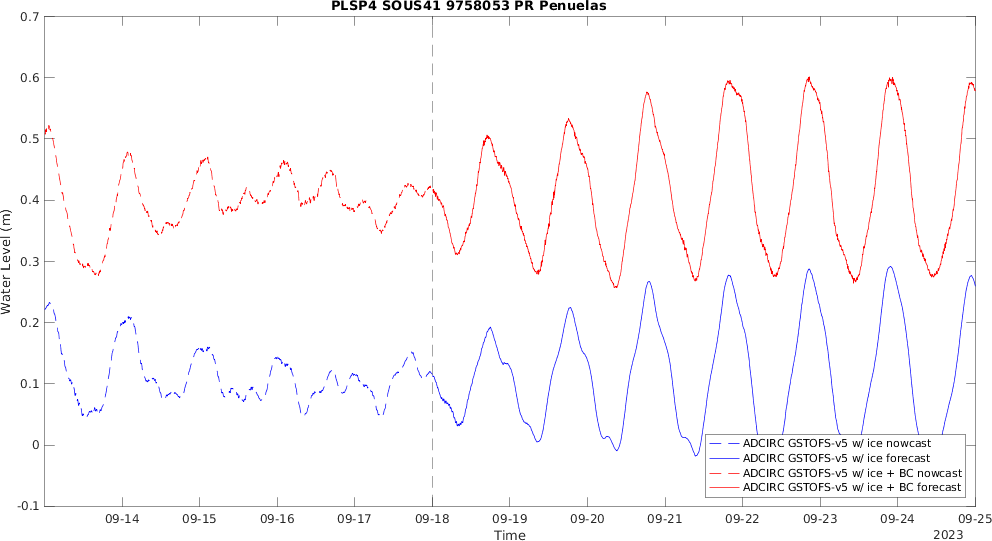 PLSP4 SOUS41 9758053 PR Penuelas
0.7
0.6
0.5
0.4
0.3
0.2
0.1
0
-0.1
Water Level (m)
09-14 09-15 09-16 09-17 09-18 09-19 09-20 09-21 09-22 09-23 09-24 09-25
Time
2023
ADCIRC GSTOFS-v5 w/ ice nowcast
ADCIRC GSTOFS-v5 w/ ice forecast
ADCIRC GSTOFS-v5 w/ ice + BC nowcast
ADCIRC GSTOFS-v5 w/ ice + BC forecast